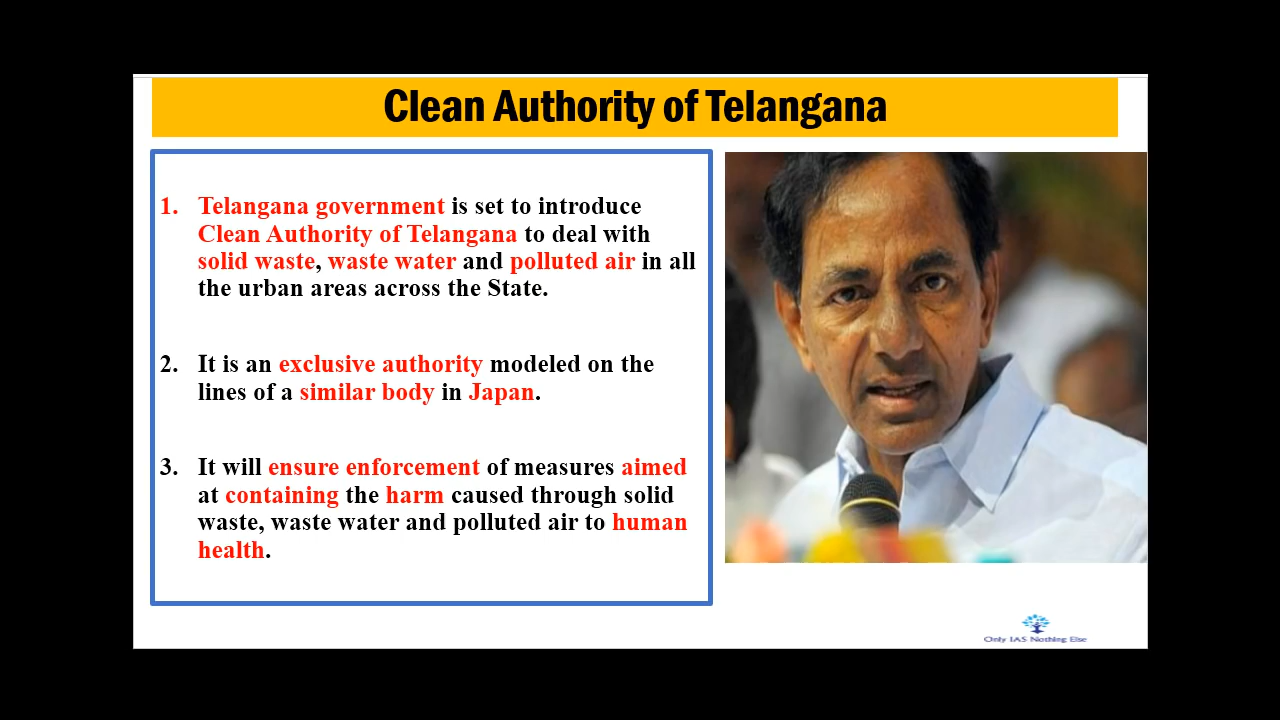 Clean Authority of Telangana
1. Telangana government is set to introduce
Clean Authority of Telangana to deal with
solid waste, waste water and polluted air in all
the urban areas across the State.
2. It is an exclusive authority modeled on the
lines of a similar body in Japan.
3. It will ensure enforcement of measures aimed
at containing the harm caused through solid
waste, waste water and polluted air to human
health.
Only IAS Nothing Else